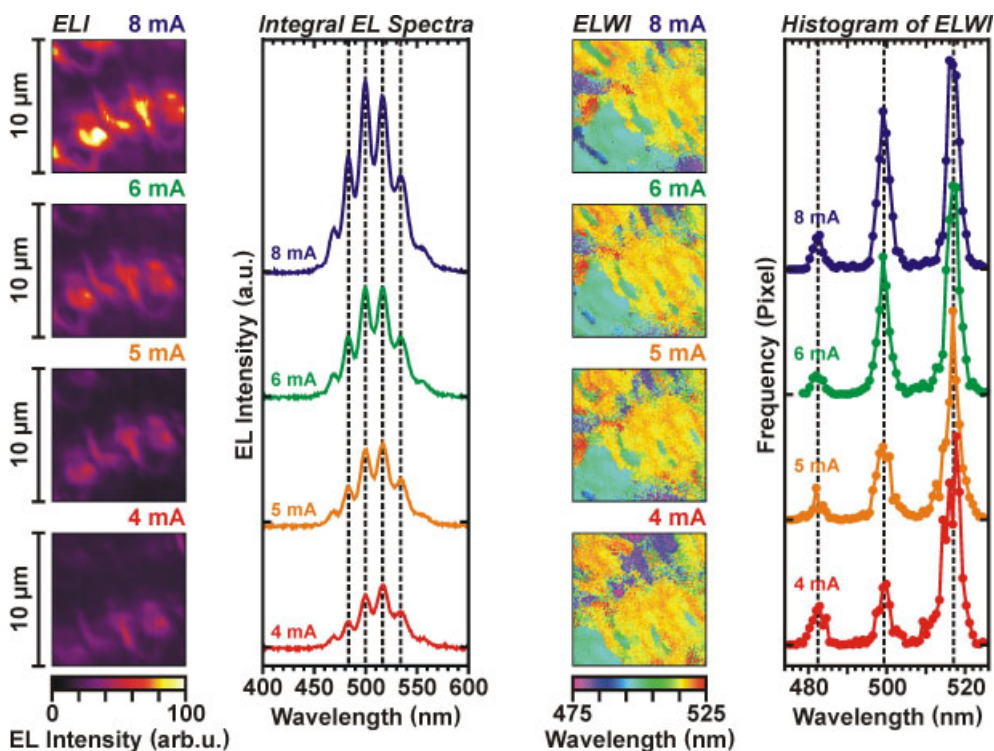 ELI 8 mA
Integral EL Spectra
ELWI 8 mA
Histogram of ELWI
10 µm
6 mA
10 µm
5 mA
10 µm
4 mA
10 µm
0 100
EL Intensity (arb.u.)
EL Intensityy (a.u.)
8 mA
6 mA
5 mA
4 mA
400 450 500 550 600
Wavelength (nm)
6 mA
5 mA
4 mA
475 525
Wavelength (nm)
Frequency (Pixel)
8 mA
6 mA
5 mA
4 mA
480 500 520
Wavelength (nm)